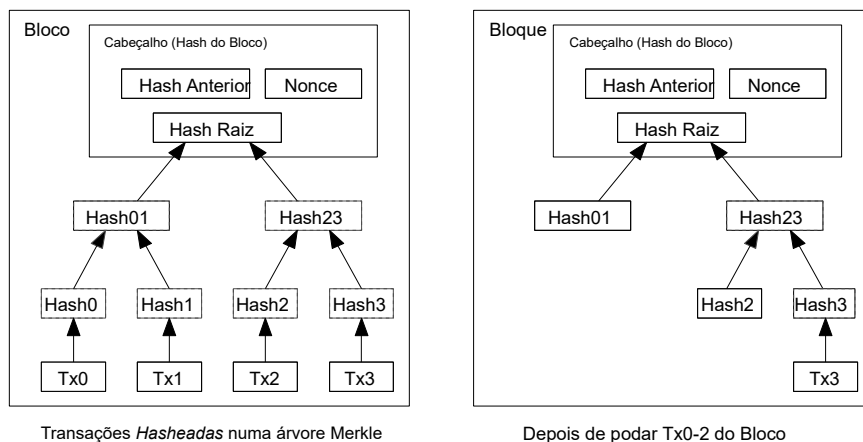 Bloco
Cabeçalho (Hash do Bloco)
Hash Anterior
Nonce
Hash Raiz
Hash01
Hash23
Hash0
Hash1
Hash2
Hash3
Tx0
Tx1
Tx2
Tx3
Transações Hasheadas numa árvore Merkle
Bloque
Cabeçalho (Hash do Bloco)
Hash Anterior
Nonce
Hash Raiz
Hash01
Hash23
Hash2
Hash3
Tx3
Depois de podar Tx0-2 do Bloco